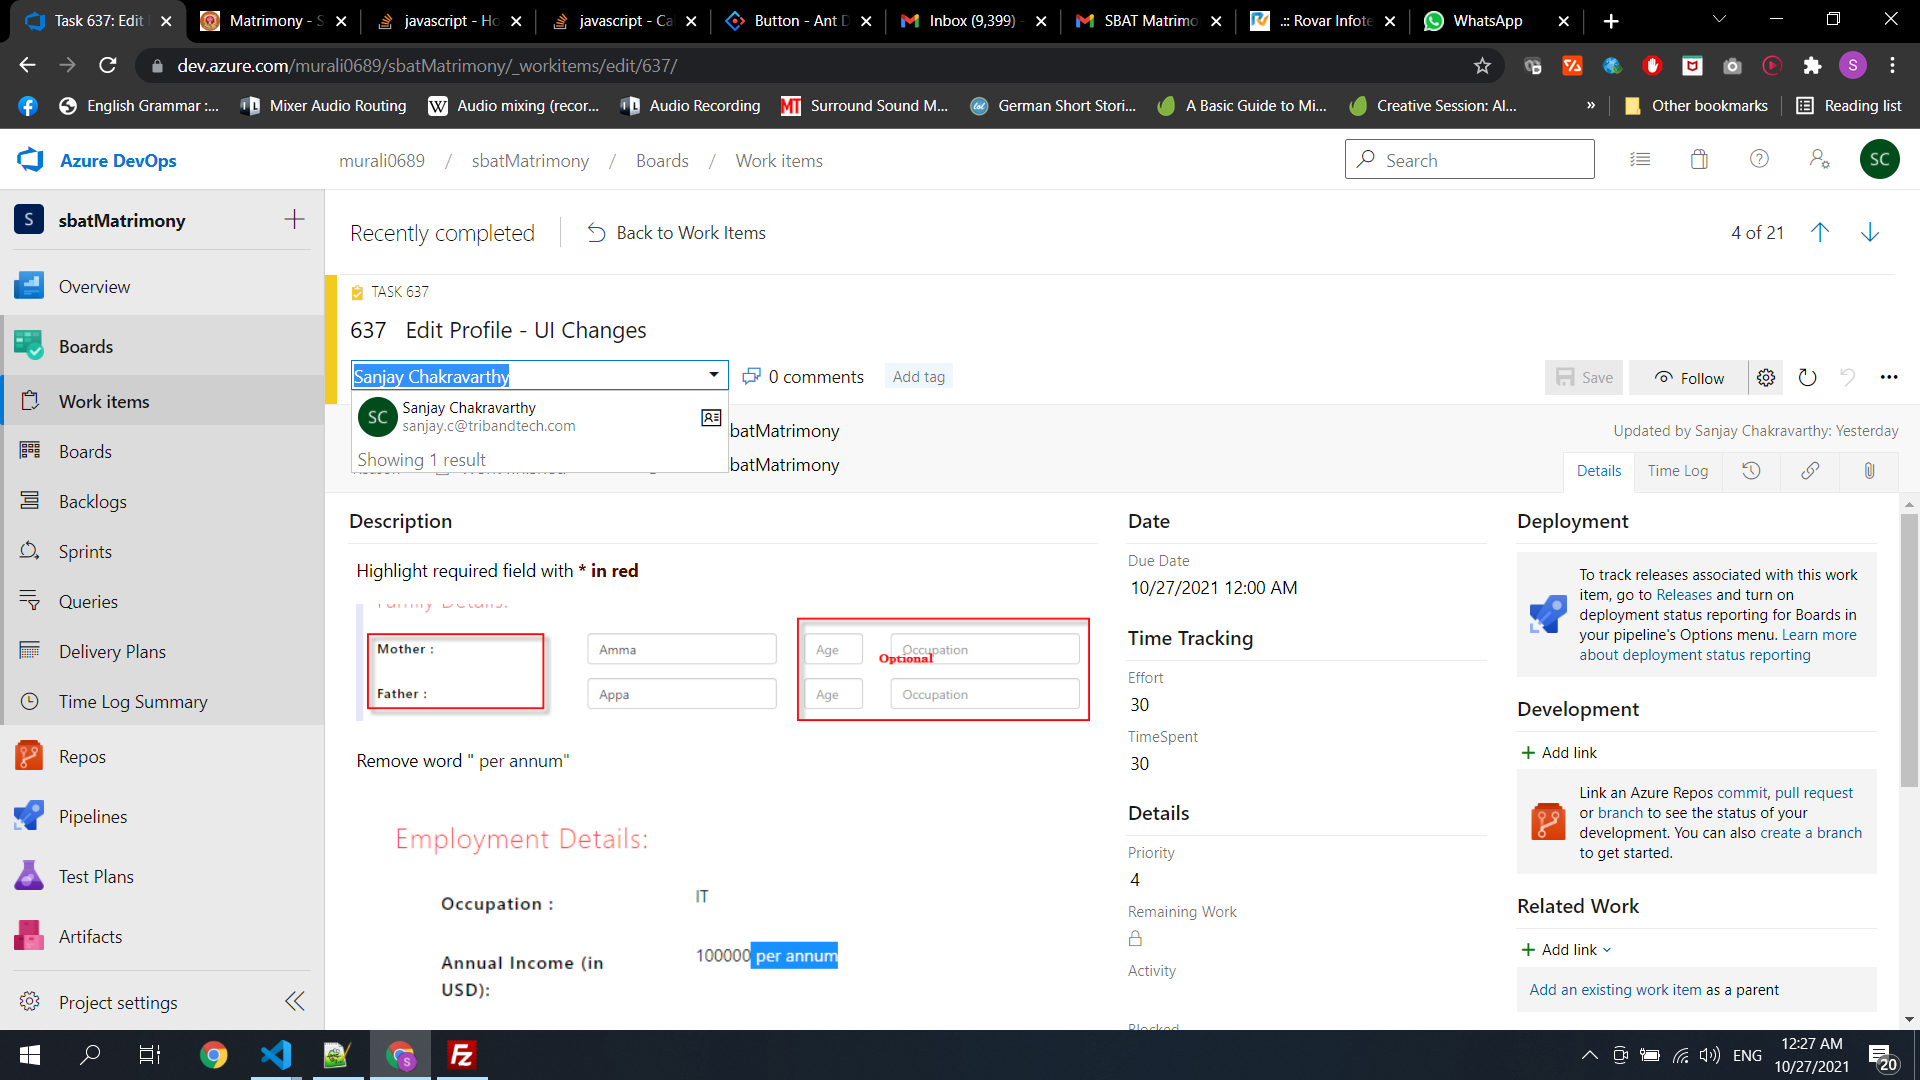 Task 637: Edit
Matrimony - S
javascript - Ho
javascript - Ca
Button - Ant D
Inbox (9,399) -
SBAT Matrimo
.:: Rovar Infote
WhatsApp
dev.azure.com/murali0689/sbatMatrimony/_workitems/edit/637/
S
English Grammar :...
Mixer Audio Routing
Audio mixing (recor...
Audio Recording
Surround Sound M...
German Short Stori...
A Basic Guide to Mi...
Creative Session: Al...
»
Other bookmarks
Reading list
Azure DevOps
murali0689 / sbatMatrimony / Boards / Work items
Search
SC
S sbatMatrimony
Overview
Boards
Work items
Boards
Backlogs
Sprints
Queries
Delivery Plans
Time Log Summary
Repos
Pipelines
Test Plans
Artifacts
Project settings
Recently completed
Back to Work Items
4 of 21
TASK 637
637 Edit Profile - UI Changes
Sanjay Chakravarthy
0 comments
Add tag
Save
Follow
SC
Sanjay Chakravarthy
sanjay.c@tribandtech.com
Showing 1 result
batMatrimony
batMatrimony
Updated by Sanjay Chakravarthy: Yesterday
Details
Time Log
Description
Highlight required field with * in red
Family Details:
Mother :
Amma
Age
Occupation
Optional
Father :
Appa
Age
Occupation
Remove word " per annum"
Employment Details:
Occupation :
IT
Annual Income (in
USD):
100000 per annum
Date
Due Date
10/27/2021 12:00 AM
Time Tracking
Effort
30
TimeSpent
30
Details
Priority
4
Remaining Work
Activity
Blocked
Deployment
To track releases associated with this work
item, go to Releases and turn on
deployment status reporting for Boards in
your pipeline's Options menu. Learn more
about deployment status reporting
Development
Add link
Link an Azure Repos commit, pull request
or branch to see the status of your
development. You can also create a branch
to get started.
Related Work
Add link
Add an existing work item as a parent
ENG
12:27 AM
10/27/2021
20